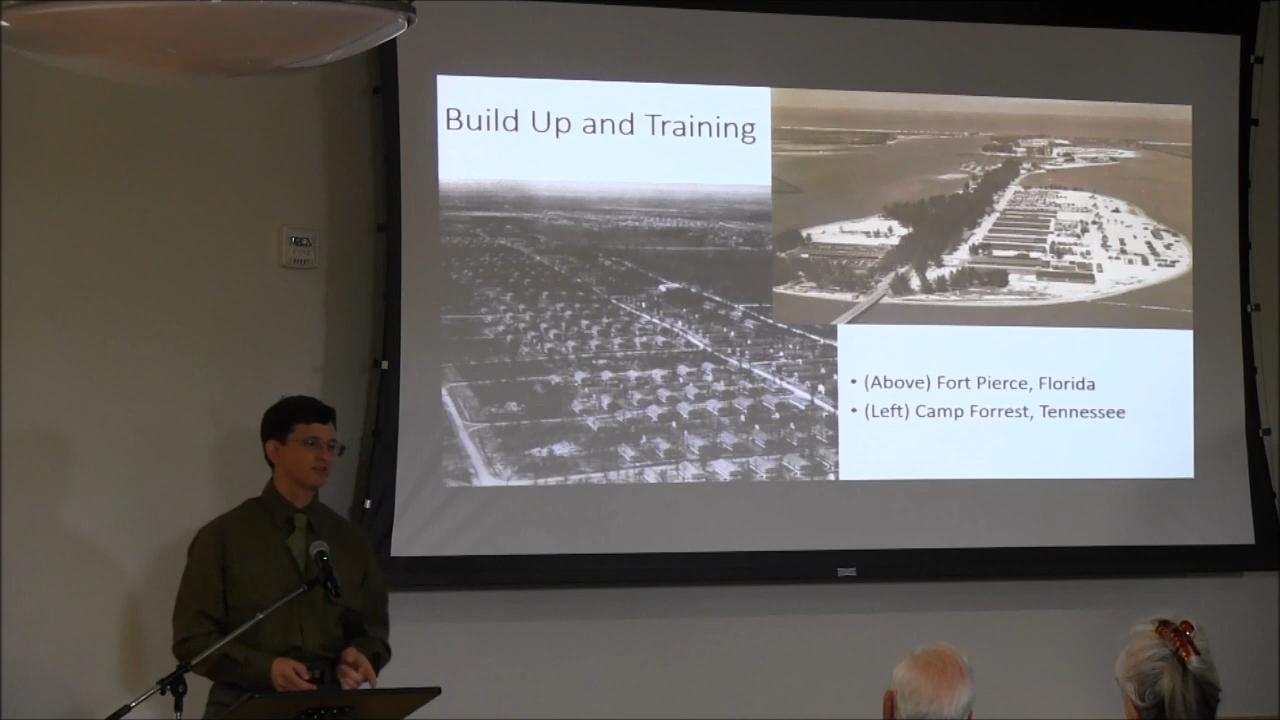 Build Up and Training
• (Above) Fort Pierce, Florida
• (Left) Camp Forrest, Tennessee